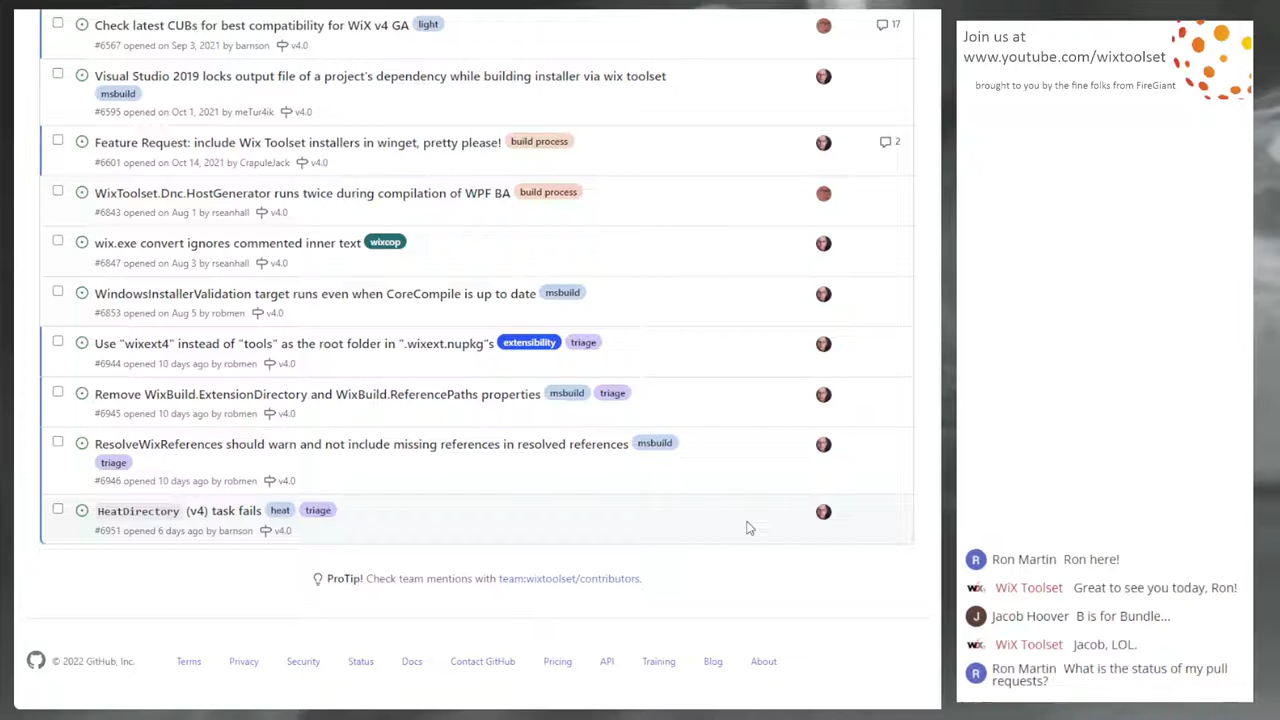 Check latest CUBs for best compatibility for WiX v4 GA light 17
#6567 opened on Sep 3, 2021 by barnson v4.0
Visual Studio 2019 locks output file of a project's dependency while building installer via wix toolset
msbuild
#6595 opened on Oct 1, 2021 by meTur4ik v4.0
Feature Request: include Wix Toolset installers in winget, pretty please! build process 2
#6601 opened on Oct 14, 2021 by CrapuleJack v4.0
WixToolset.Dnc.HostGenerator runs twice during compilation of WPF BA build process
#6843 opened on Aug 1 by rseanhall v4.0
wix.exe convert ignores commented inner text wixcop
#6847 opened on Aug 3 by rseanhall v4.0
WindowsInstallerValidation target runs even when CoreCompile is up to date msbuild
#6853 opened on Aug 5 by robmen v4.0
Use "wixext4" instead of "tools" as the root folder in ".wixext.nupkg"s extensibility triage
#6944 opened 10 days ago by robmen v4.0
Remove WixBuild.ExtensionDirectory and WixBuild.ReferencePaths properties msbuild triage
#6945 opened 10 days ago by robmen v4.0
ResolveWixReferences should warn and not include missing references in resolved references msbuild
triage
#6946 opened 10 days ago by robmen v4.0
HeatDirectory (v4) task fails heat triage
#6951 opened 6 days ago by barnson v4.0
ProTip! Check team mentions with team:wixtoolset/contributors.
© 2022 GitHub, Inc. Terms Privacy Security Status Docs Contact GitHub Pricing API Training Blog About
Join us at
www.youtube.com/wixtoolset
brought to you by the fine folks from FireGiant
R Ron Martin Ron here!
WiX WiX Toolset Great to see you today, Ron!
J Jacob Hoover B is for Bundle...
WiX WiX Toolset Jacob, LOL.
R Ron Martin What is the status of my pull
requests?